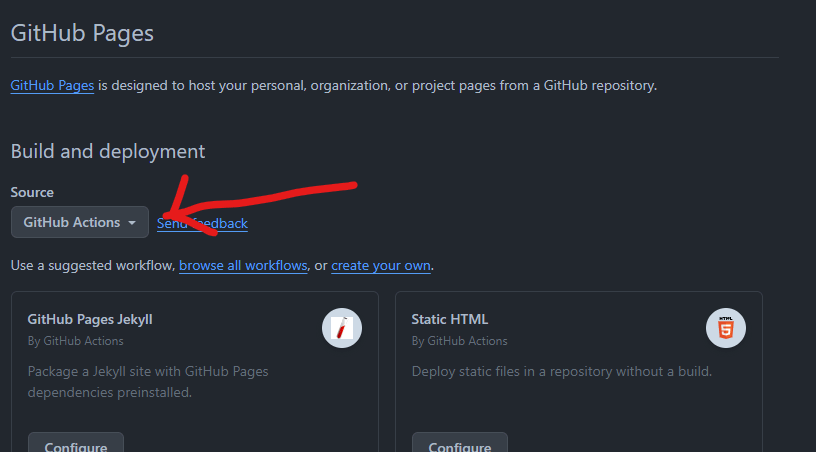 GitHub Pages
GitHub Pages is designed to host your personal, organization, or project pages from a GitHub repository.
Build and deployment
Source
GitHub Actions
Send feedback
Use a suggested workflow, browse all workflows, or create your own.
GitHub Pages Jekyll
By GitHub Actions
Package a Jekyll site with GitHub Pages
dependencies preinstalled.
Configure
Static HTML
HTML
5
By GitHub Actions
Deploy static files in a repository without a build.
Configure